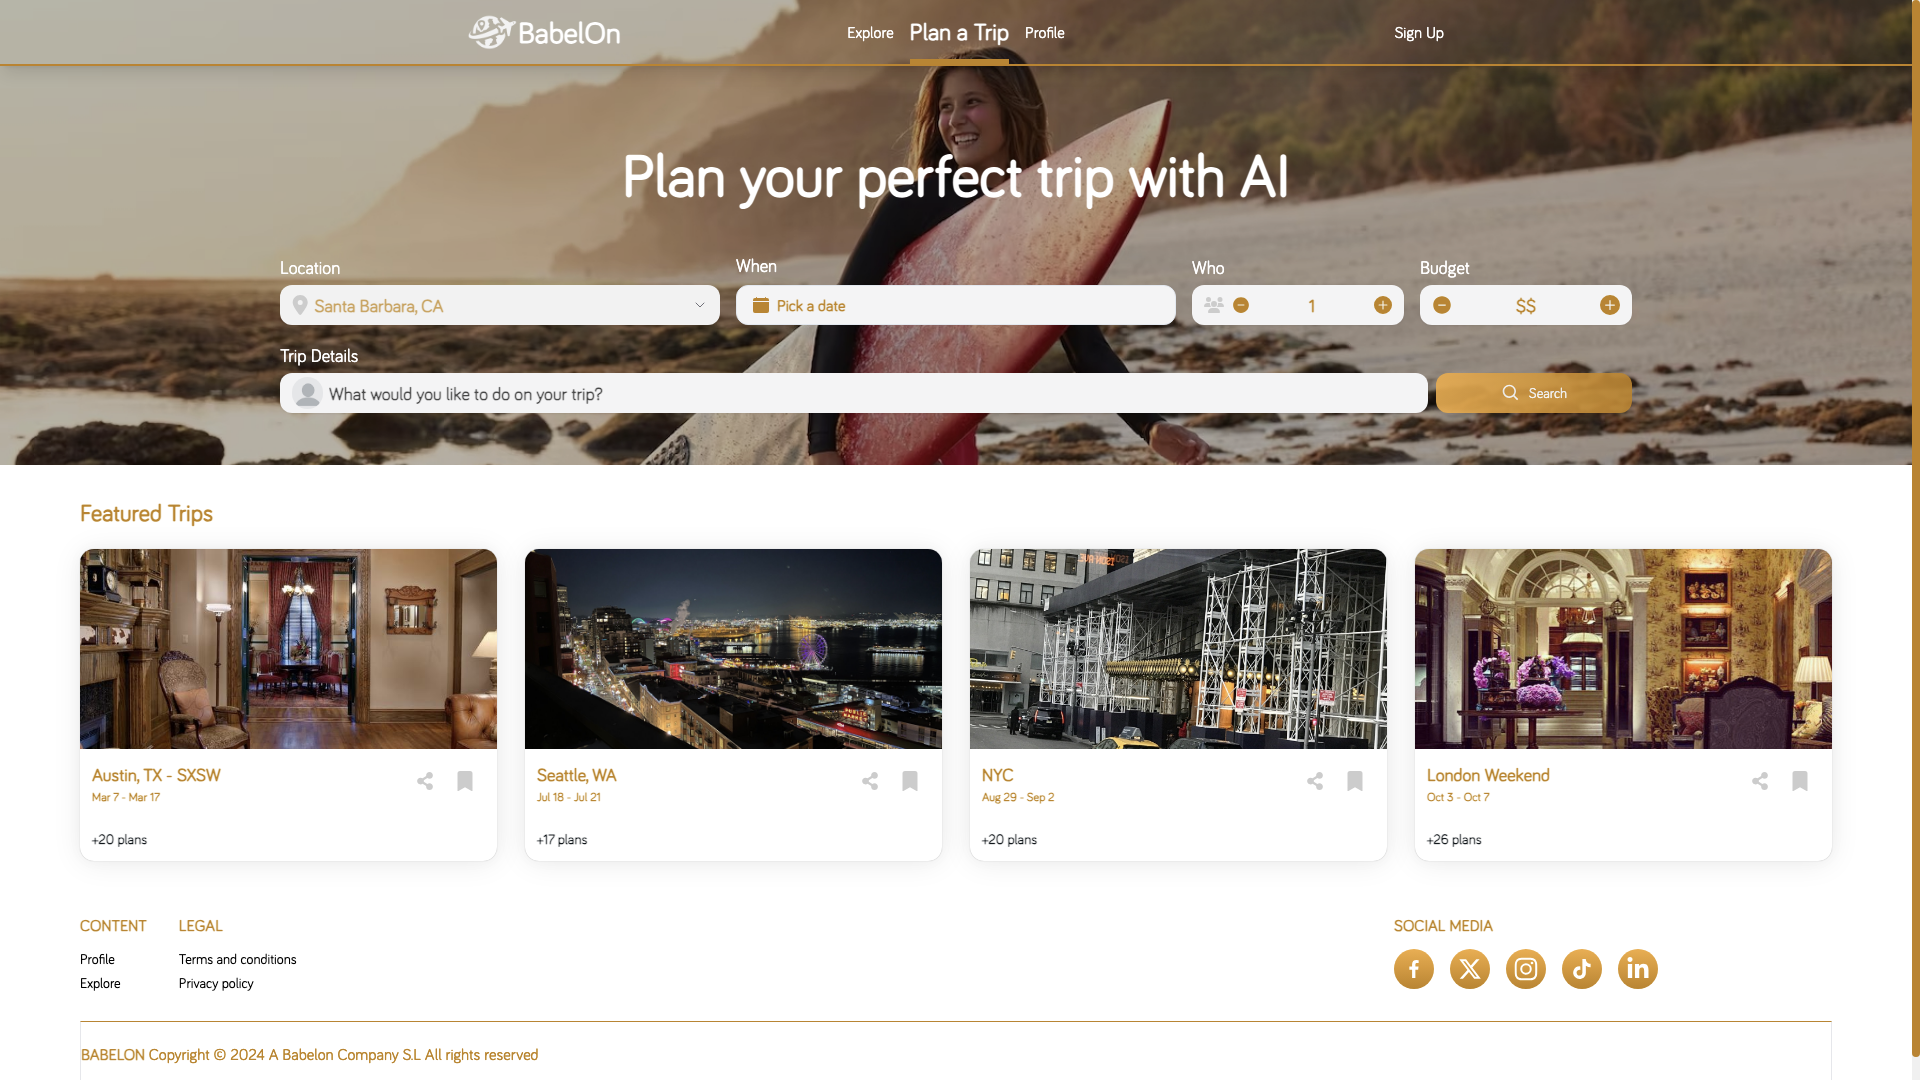 BabelOn
Explore
Plan a Trip
Profile
Sign Up
Plan your perfect trip with AI
Location
When
Who
Budget
Santa Barbara, CA
Pick a date
1
$$
Trip Details
What would you like to do on your trip?
Search
Featured Trips
Austin, TX - SXSW
Mar 7 - Mar 17
+20 plans
Seattle, WA
Jul 18 - Jul 21
+17 plans
NYC
Aug 29 - Sep 2
+20 plans
London Weekend
Oct 3 - Oct 7
+26 plans
CONTENT
Profile
Explore
LEGAL
Terms and conditions
Privacy policy
SOCIAL MEDIA
BABELON Copyright © 2024 A Babelon Company S.L All rights reserved